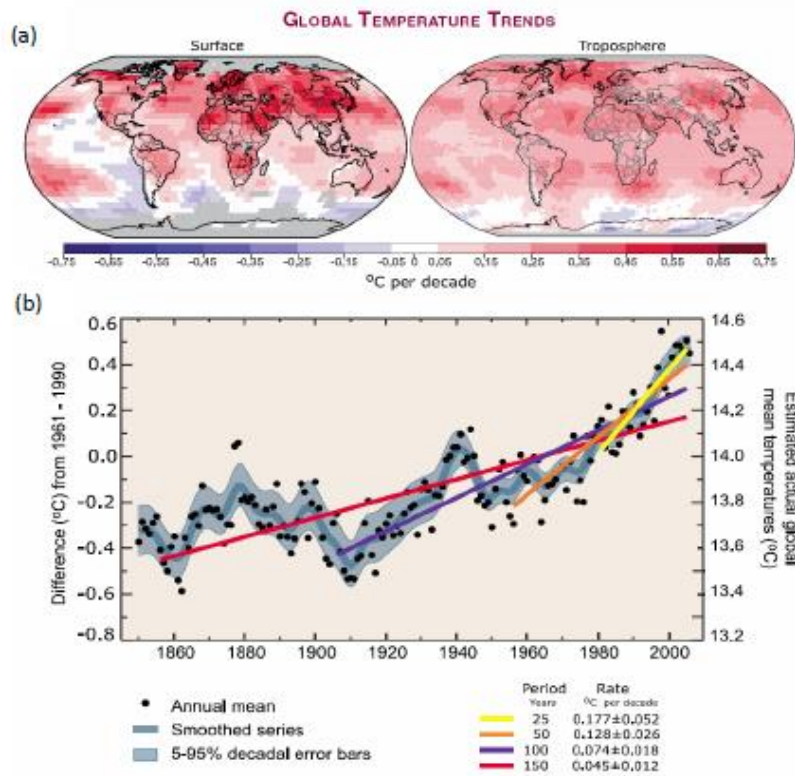 GLOBAL TEMPERATURE TRENDS
(a)
Surface
Troposphere
-0,75 -0,65 -0,55 -0,45 -0,35 -0,25 -0,15 -0,05 0 0,05 0,15 0,25 0,35 0,45 0,55 0,65 0,75
ºC per decade
(b)
Difference (ºC) from 1961 - 1990
0.6
0.4
0.2
0.0
-0.2
-0.4
-0.6
-0.8
14.6
14.4
14.2
14.0
13.8
13.6
13.4
13.2
Estimated actual global
mean temperatures (ºC)
1860 1880 1900 1920 1940 1960 1980 2000
Annual mean
Smoothed series
5-95% decadal error bars
Period Rate
Years ºC per decade
25 0.177±0.052
50 0.128±0.026
100 0.074±0.018
150 0.045±0.012